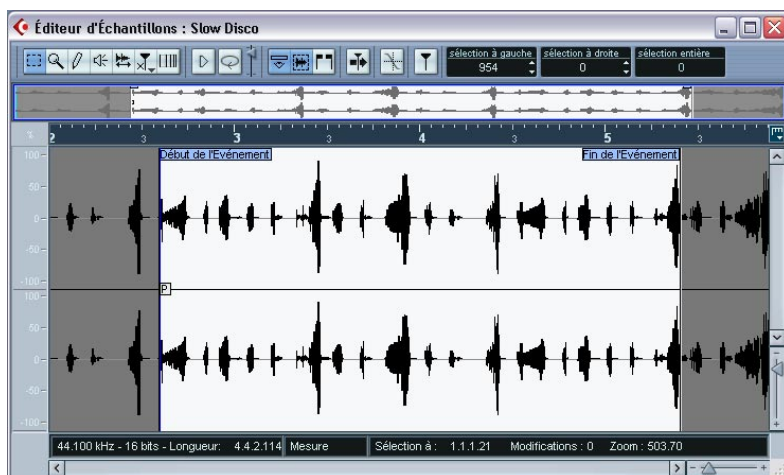 Éditeur d'Échantillons : Slow Disco
sélection à gauche sélection à droite sélection entière
954 0 0
% 2 3 3 3 4 3 5 3
Début de l'Evénement Fin de l'Evénement
100
50
0
-50
-100
P
100
50
0
-50
-100
44.100 kHz - 16 bits - Longueur: 4.4.2.114 Mesure Sélection à : 1.1.1.21 Modifications : 0 Zoom : 503.70